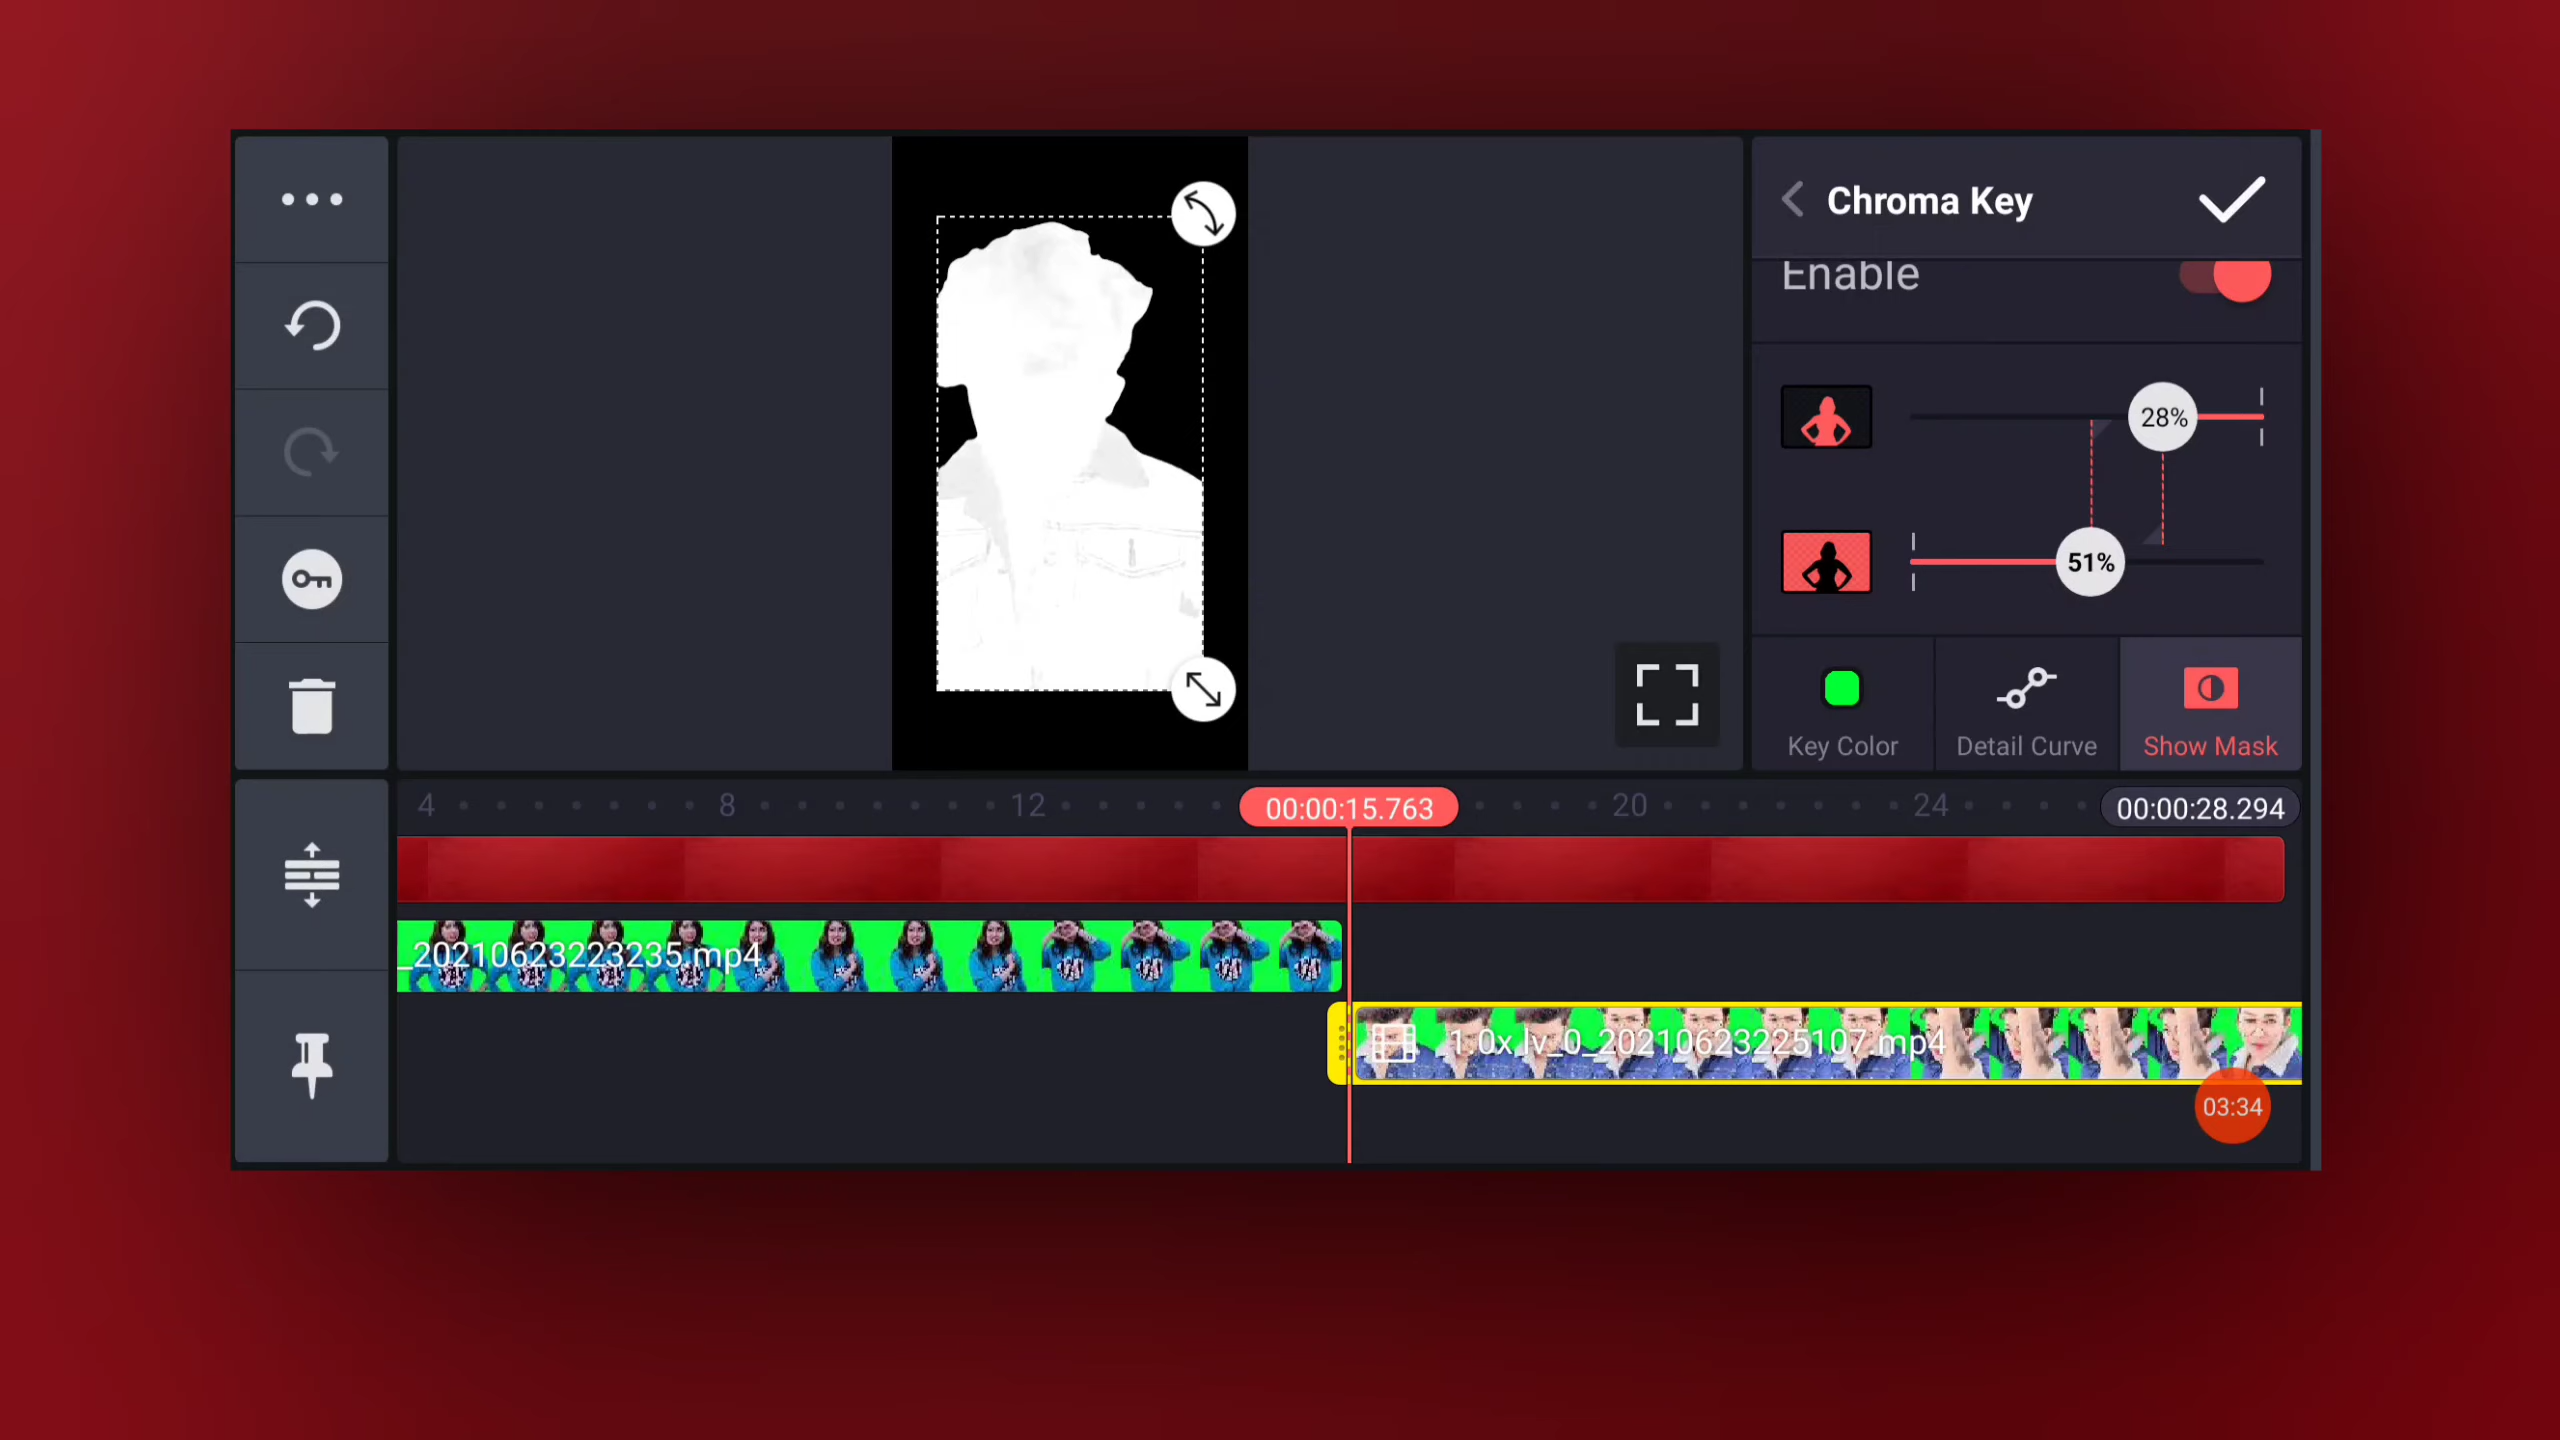 Chroma Key
Enable
28%
51%
Key Color
Detail Curve
Show Mask
4
8
12
00:00:15.763
20
24
00:00:28.294
_20210623223235.mp4
1.0x lv_0_20210623225107.mp4
03:34